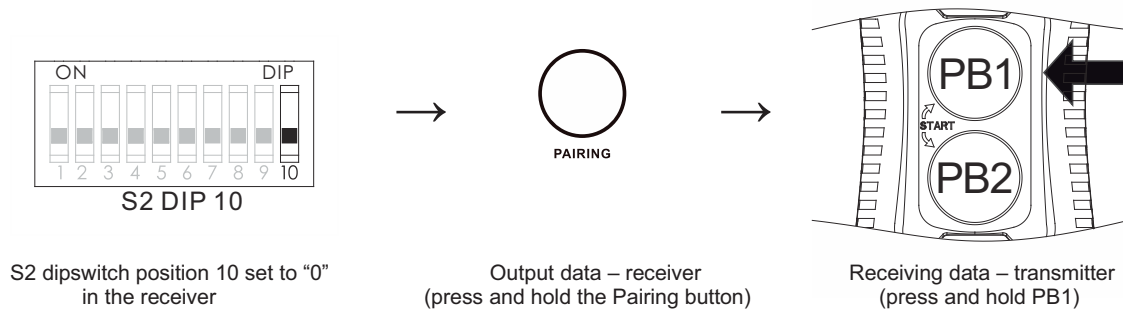 ON DIP
1 2 3 4 5 6 7 8 9 10
S2 DIP 10
S2 dipswitch position 10 set to “0”
in the receiver
PAIRING
Output data – receiver
(press and hold the Pairing button)
PB1
START
PB2
Receiving data – transmitter
(press and hold PB1)